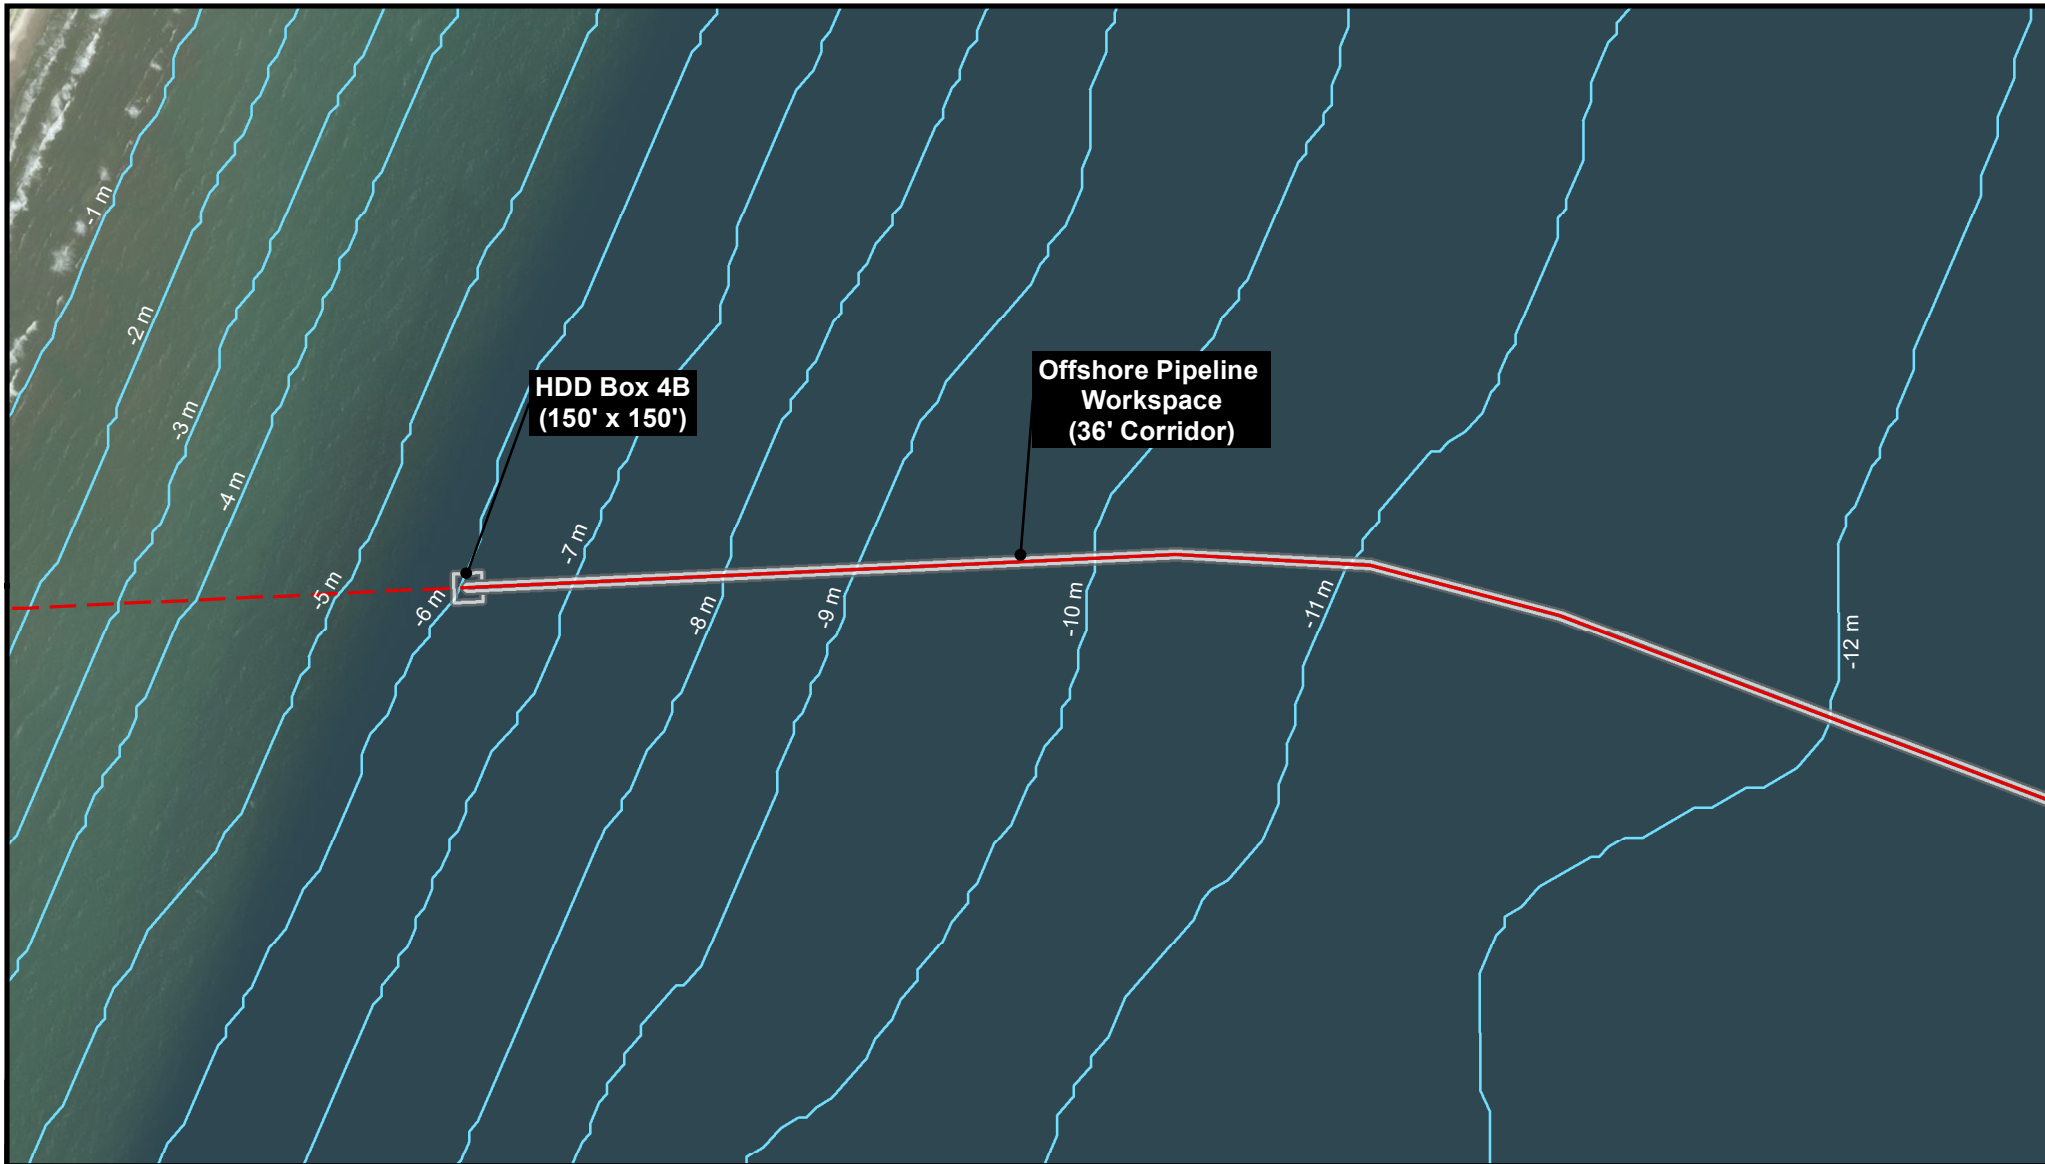 -1 m
-2 m
-3 m
-4 m
-5 m
-6 m
HDD Box 4B
(150' x 150')
-7 m
-8 m
-9 m
Offshore Pipeline
Workspace
(36' Corridor)
-10 m
-11 m
-12 m